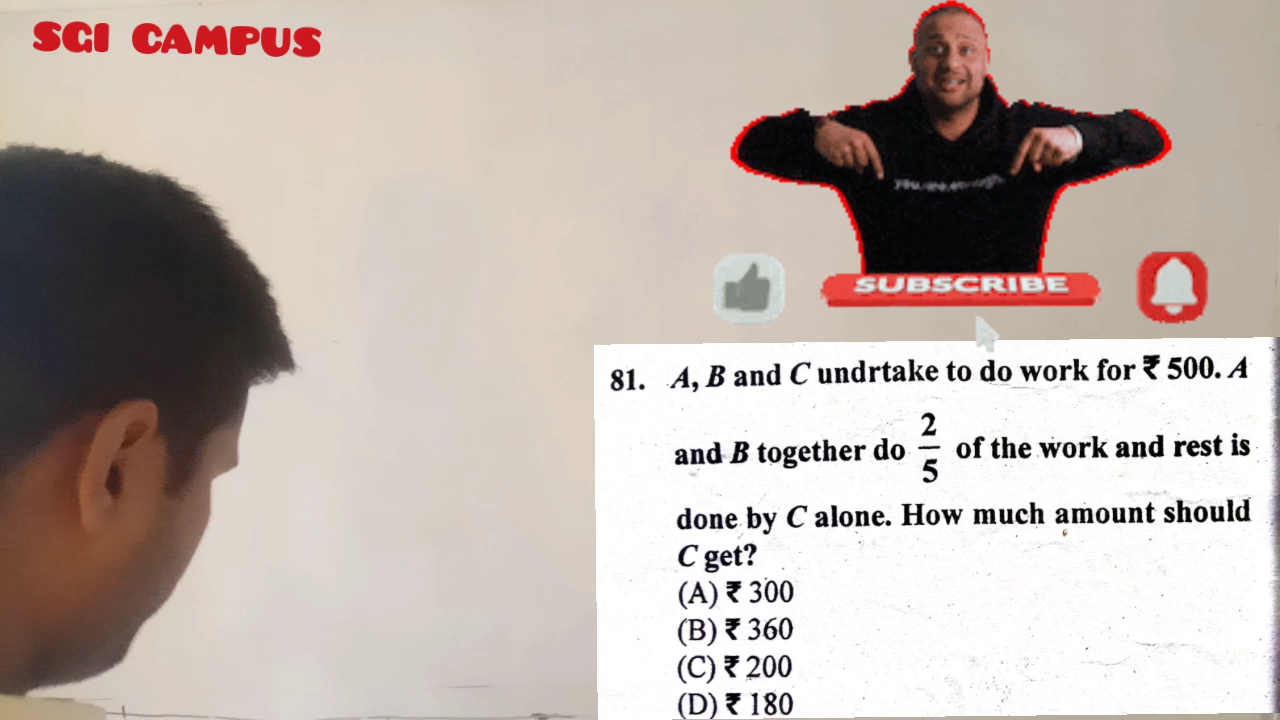 SGI CAMPUS
SUBSCRIBE
81. A, B and C undrtake to do work for ₹ 500. A
and B together do 2/5 of the work and rest is
done by C alone. How much amount should
C get?
(A) ₹ 300
(B) ₹ 360
(C) ₹ 200
(D) ₹ 180